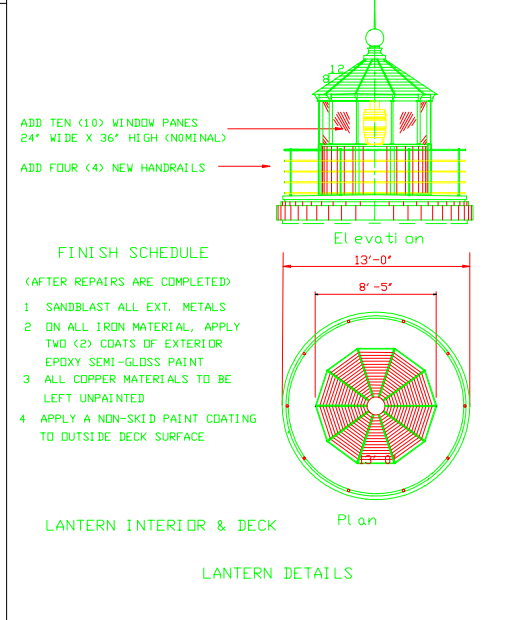 12
8
ADD TEN (10) WINDOW PANES
24" WIDE X 36" HIGH (NOMINAL)
ADD FOUR (4) NEW HANDRAILS
Elevation
FINISH SCHEDULE
(AFTER REPAIRS ARE COMPLETED)
1 SANDBLAST ALL EXT. METALS
2 ON ALL IRON MATERIAL, APPLY
TWO (2) COATS OF EXTERIOR
EPOXY SEMI-GLOSS PAINT
3 ALL COPPER MATERIALS TO BE
LEFT UNPAINTED
4 APPLY A NON-SKID PAINT COATING
TO OUTSIDE DECK SURFACE
13'-0"
8'-5"
13'-0"
Plan
LANTERN INTERIOR & DECK
LANTERN DETAILS